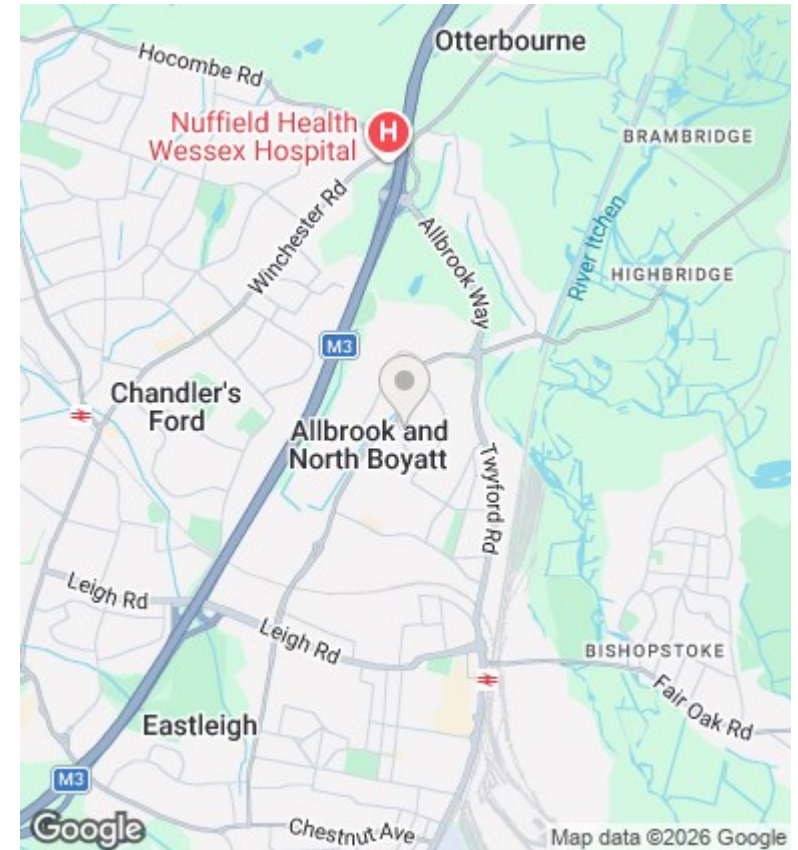 Otterbourne
Hocombe Rd
Nuffield Health
Wessex Hospital
H
BRAMBRIDGE
Winchester Rd
Allbrook Way
River Itchen
HIGHBRIDGE
M3
Chandler's
Ford
Allbrook and
North Boyatt
Twyford Rd
Leigh Rd
Leigh Rd
BISHOPSTOKE
Fair Oak Rd
Eastleigh
M3
Chestnut Ave
Google
Map data ©2026 Google